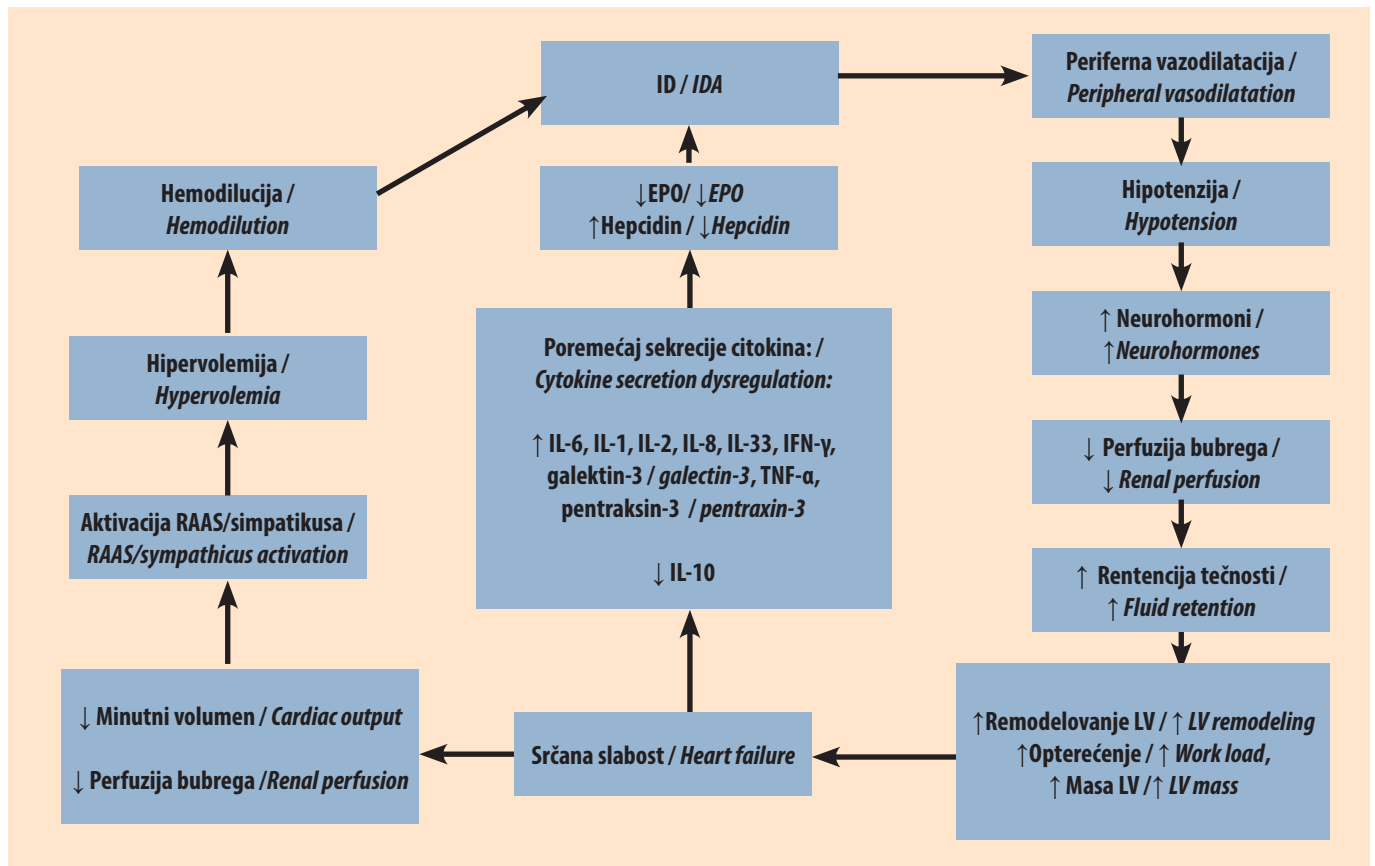 ID / IDA
Periferna vazodilatacija /
Peripheral vasodilatation
Hemodilucija /
Hemodilution
↓EPO/ ↓EPO
↑Hepcidin / ↓Hepcidin
Hipotenzija /
Hypotension
Hipervolemija /
Hypervolemia
Poremećaj sekrecije citokina: /
Cytokine secretion dysregulation:
↑ IL-6, IL-1, IL-2, IL-8, IL-33, IFN-γ,
galektin-3 / galectin-3, TNF-α,
pentraksin-3 / pentraxin-3
↓ IL-10
↑ Neurohormoni /
↑Neurohormones
↓ Perfuzija bubrega /
↓ Renal perfusion
Aktivacija RAAS/simpatikusa /
RAAS/sympathicus activation
↑ Rentencija tečnosti /
↑ Fluid retention
↓ Minutni volumen / Cardiac output
↓ Perfuzija bubrega /Renal perfusion
Srčana slabost / Heart failure
↑Remodelovanje LV / ↑ LV remodeling
↑Opterećenje / ↑ Work load,
↑ Masa LV /↑ LV mass